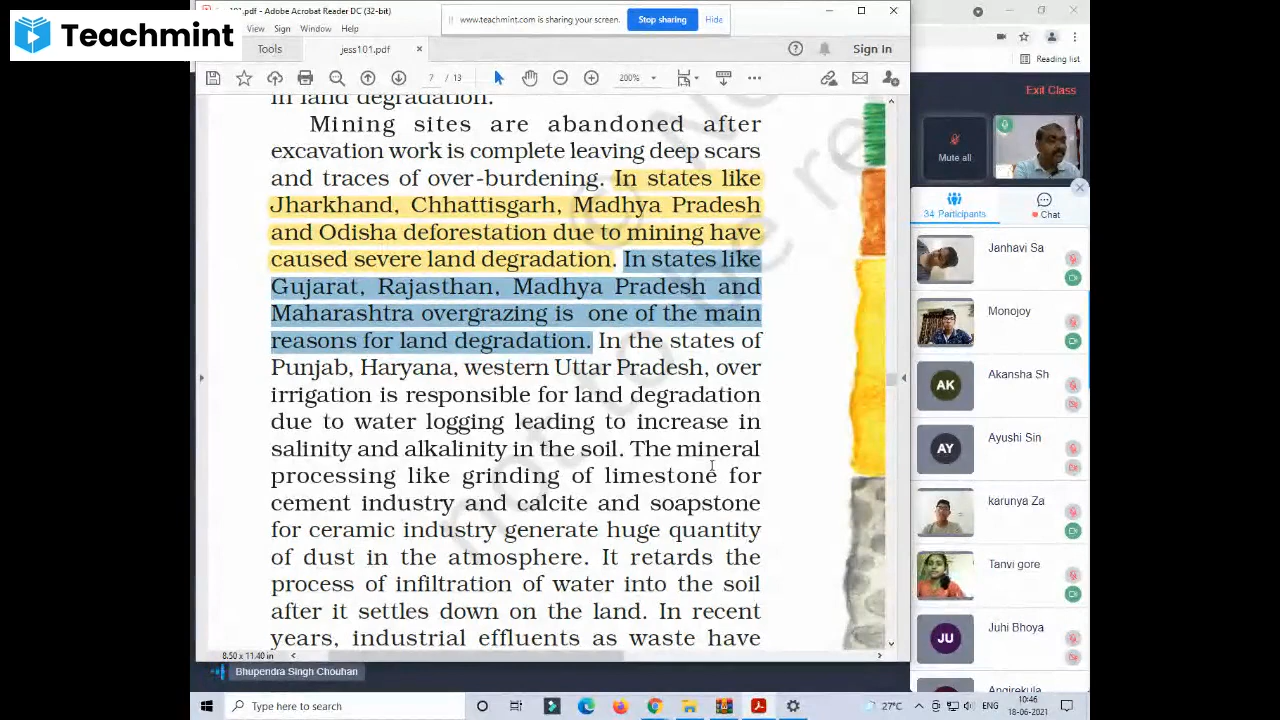 Teachmint
101.pdf - Adobe Acrobat Reader DC (32-bit)
www.teachmint.com is sharing your screen.
Stop sharing
Hide
View Sign Window Help
Tools
jess101.pdf
Sign In
7 / 13
200%
Reading list
Exit Class
in land degradation.
Mining sites are abandoned after
excavation work is complete leaving deep scars
and traces of over-burdening. In states like
Jharkhand, Chhattisgarh, Madhya Pradesh
and Odisha deforestation due to mining have
caused severe land degradation. In states like
Gujarat, Rajasthan, Madhya Pradesh and
Maharashtra overgrazing is one of the main
reasons for land degradation. In the states of
Punjab, Haryana, western Uttar Pradesh, over
irrigation is responsible for land degradation
due to water logging leading to increase in
salinity and alkalinity in the soil. The mineral
processing like grinding of limestone for
cement industry and calcite and soapstone
for ceramic industry generate huge quantity
of dust in the atmosphere. It retards the
process of infiltration of water into the soil
after it settles down on the land. In recent
years, industrial effluents as waste have
not to be re
8.50 x 11.40 in
Mute all
34 Participants
Chat
Janhavi Sa
Monojoy
AK
Akansha Sh
AY
Ayushi Sin
karunya Za
Tanvi gore
JU
Juhi Bhoya
Angirekula
Bhupendra Singh Chouhan
Type here to search
27°C
ENG
10:46
18-06-2021